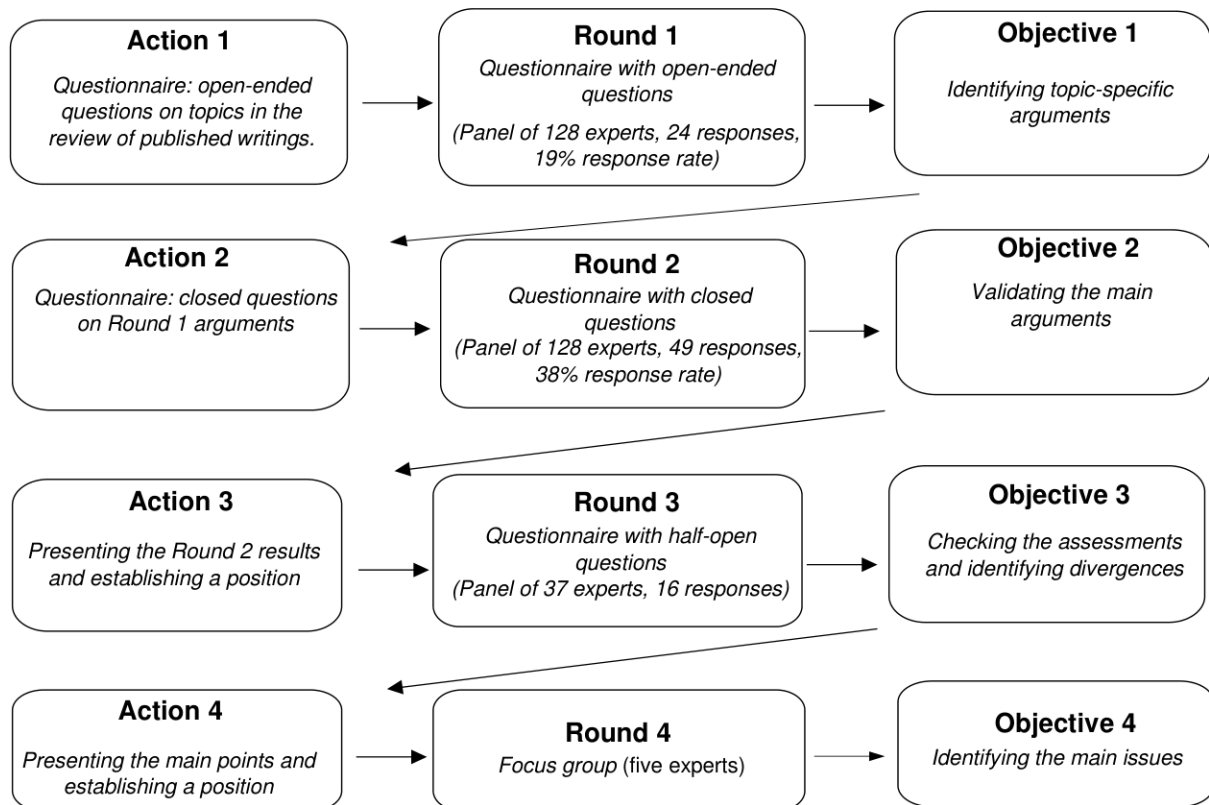 Action 1
Questionnaire: open-ended
questions on topics in the
review of published writings.
Round 1
Questionnaire with open-ended
questions
(Panel of 128 experts, 24 responses,
19% response rate)
Objective 1
Identifying topic-specific
arguments
Action 2
Questionnaire: closed questions
on Round 1 arguments
Round 2
Questionnaire with closed
questions
(Panel of 128 experts, 49 responses,
38% response rate)
Objective 2
Validating the main
arguments
Action 3
Presenting the Round 2 results
and establishing a position
Round 3
Questionnaire with half-open
questions
(Panel of 37 experts, 16 responses)
Objective 3
Checking the assessments
and identifying divergences
Action 4
Presenting the main points and
establishing a position
Round 4
Focus group (five experts)
Objective 4
Identifying the main issues